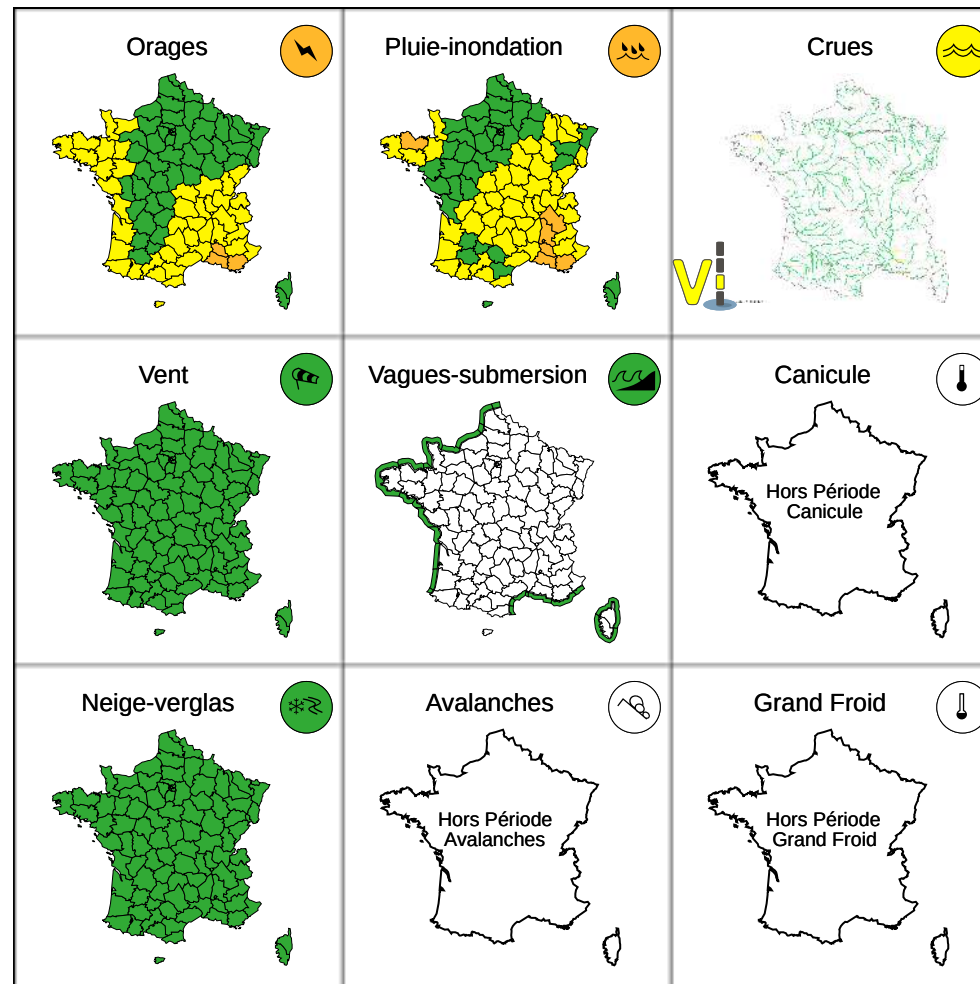 Orages
Pluie-inondation
Crues
Vi
Vent
Vagues-submersion
Canicule
Hors Période
Canicule
Neige-verglas
Avalanches
Grand Froid
Hors Période
Avalanches
Hors Période
Grand Froid